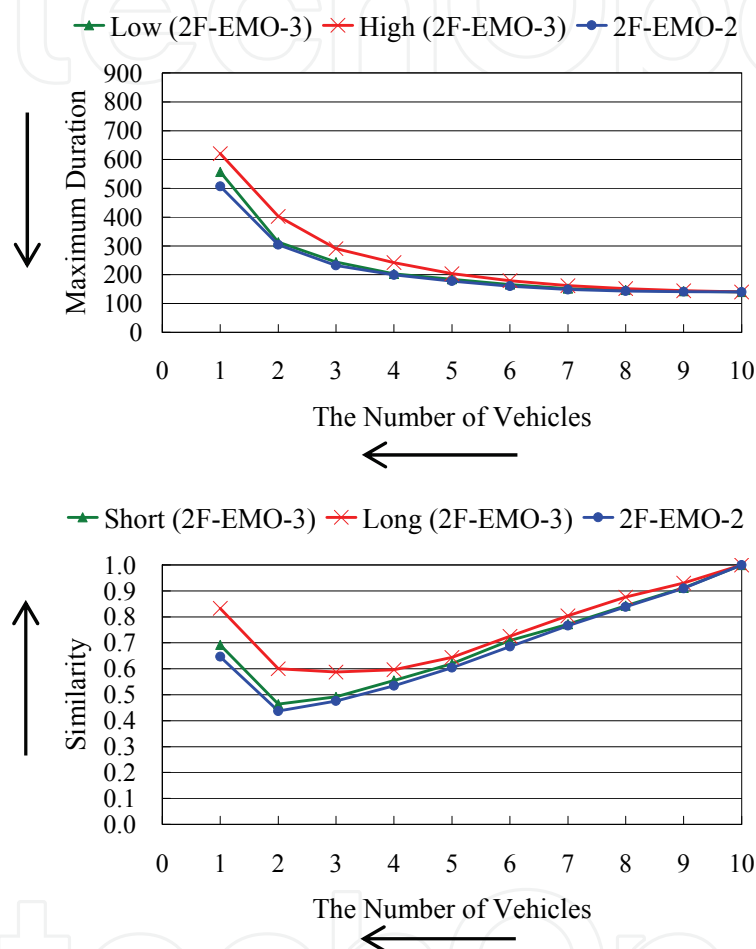 Low (2F-EMO-3) High (2F-EMO-3) 2F-EMO-2
900
800
700
600
500
400
300
200
100
0
Maximum Duration
0 1 2 3 4 5 6 7 8 9 10
The Number of Vehicles
Short (2F-EMO-3) Long (2F-EMO-3) 2F-EMO-2
1.0
0.9
0.8
0.7
0.6
0.5
0.4
0.3
0.2
0.1
0.0
Similarity
0 1 2 3 4 5 6 7 8 9 10
The Number of Vehicles